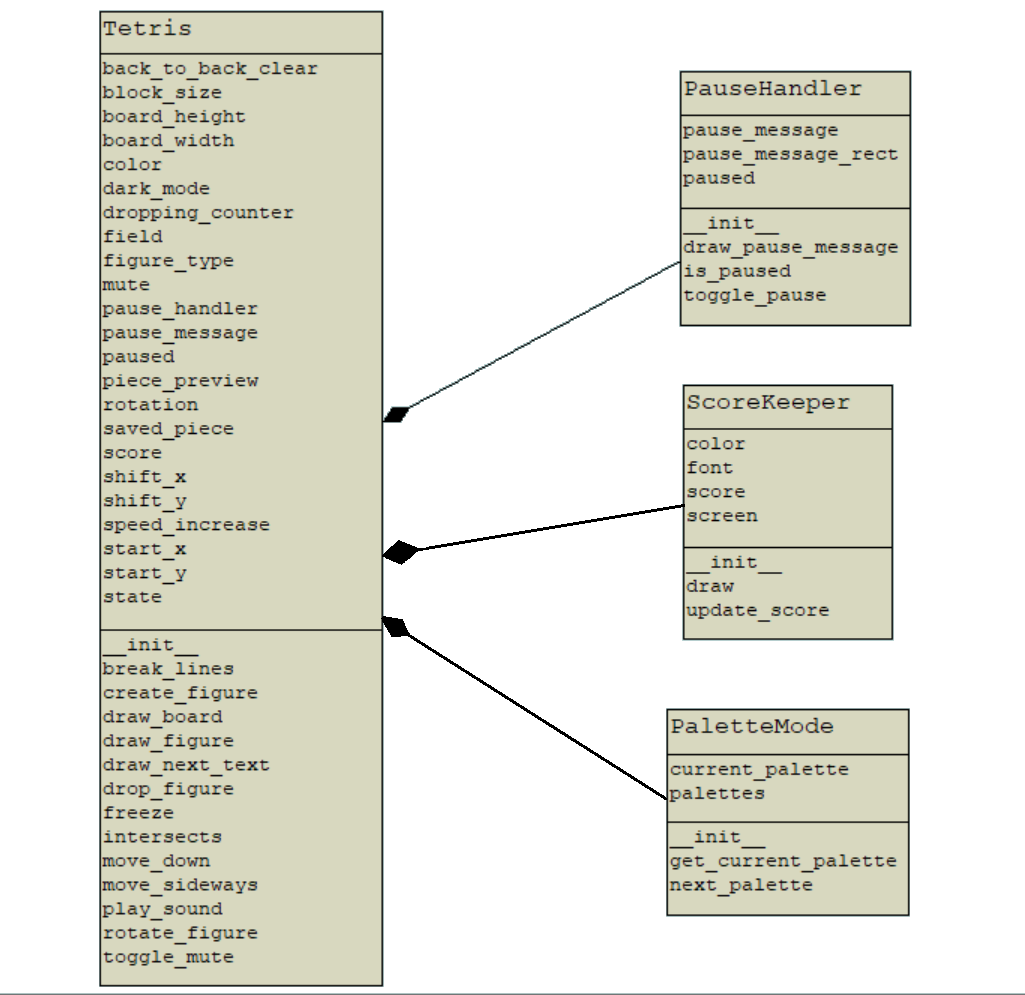 Tetris
back_to_back_clear
block_size
board_height
board_width
color
dark_mode
dropping_counter
field
figure_type
mute
pause_handler
pause_message
paused
piece_preview
rotation
saved_piece
score
shift_x
shift_y
speed_increase
start_x
start_y
state
__init__
break_lines
create_figure
draw_board
draw_figure
draw_next_text
drop_figure
freeze
intersects
move_down
move_sideways
play_sound
rotate_figure
toggle_mute
PauseHandler
pause_message
pause_message_rect
paused
__init__
draw_pause_message
is_paused
toggle_pause
ScoreKeeper
color
font
score
screen
__init__
draw
update_score
PaletteMode
current_palette
palettes
__init__
get_current_palette
next_palette